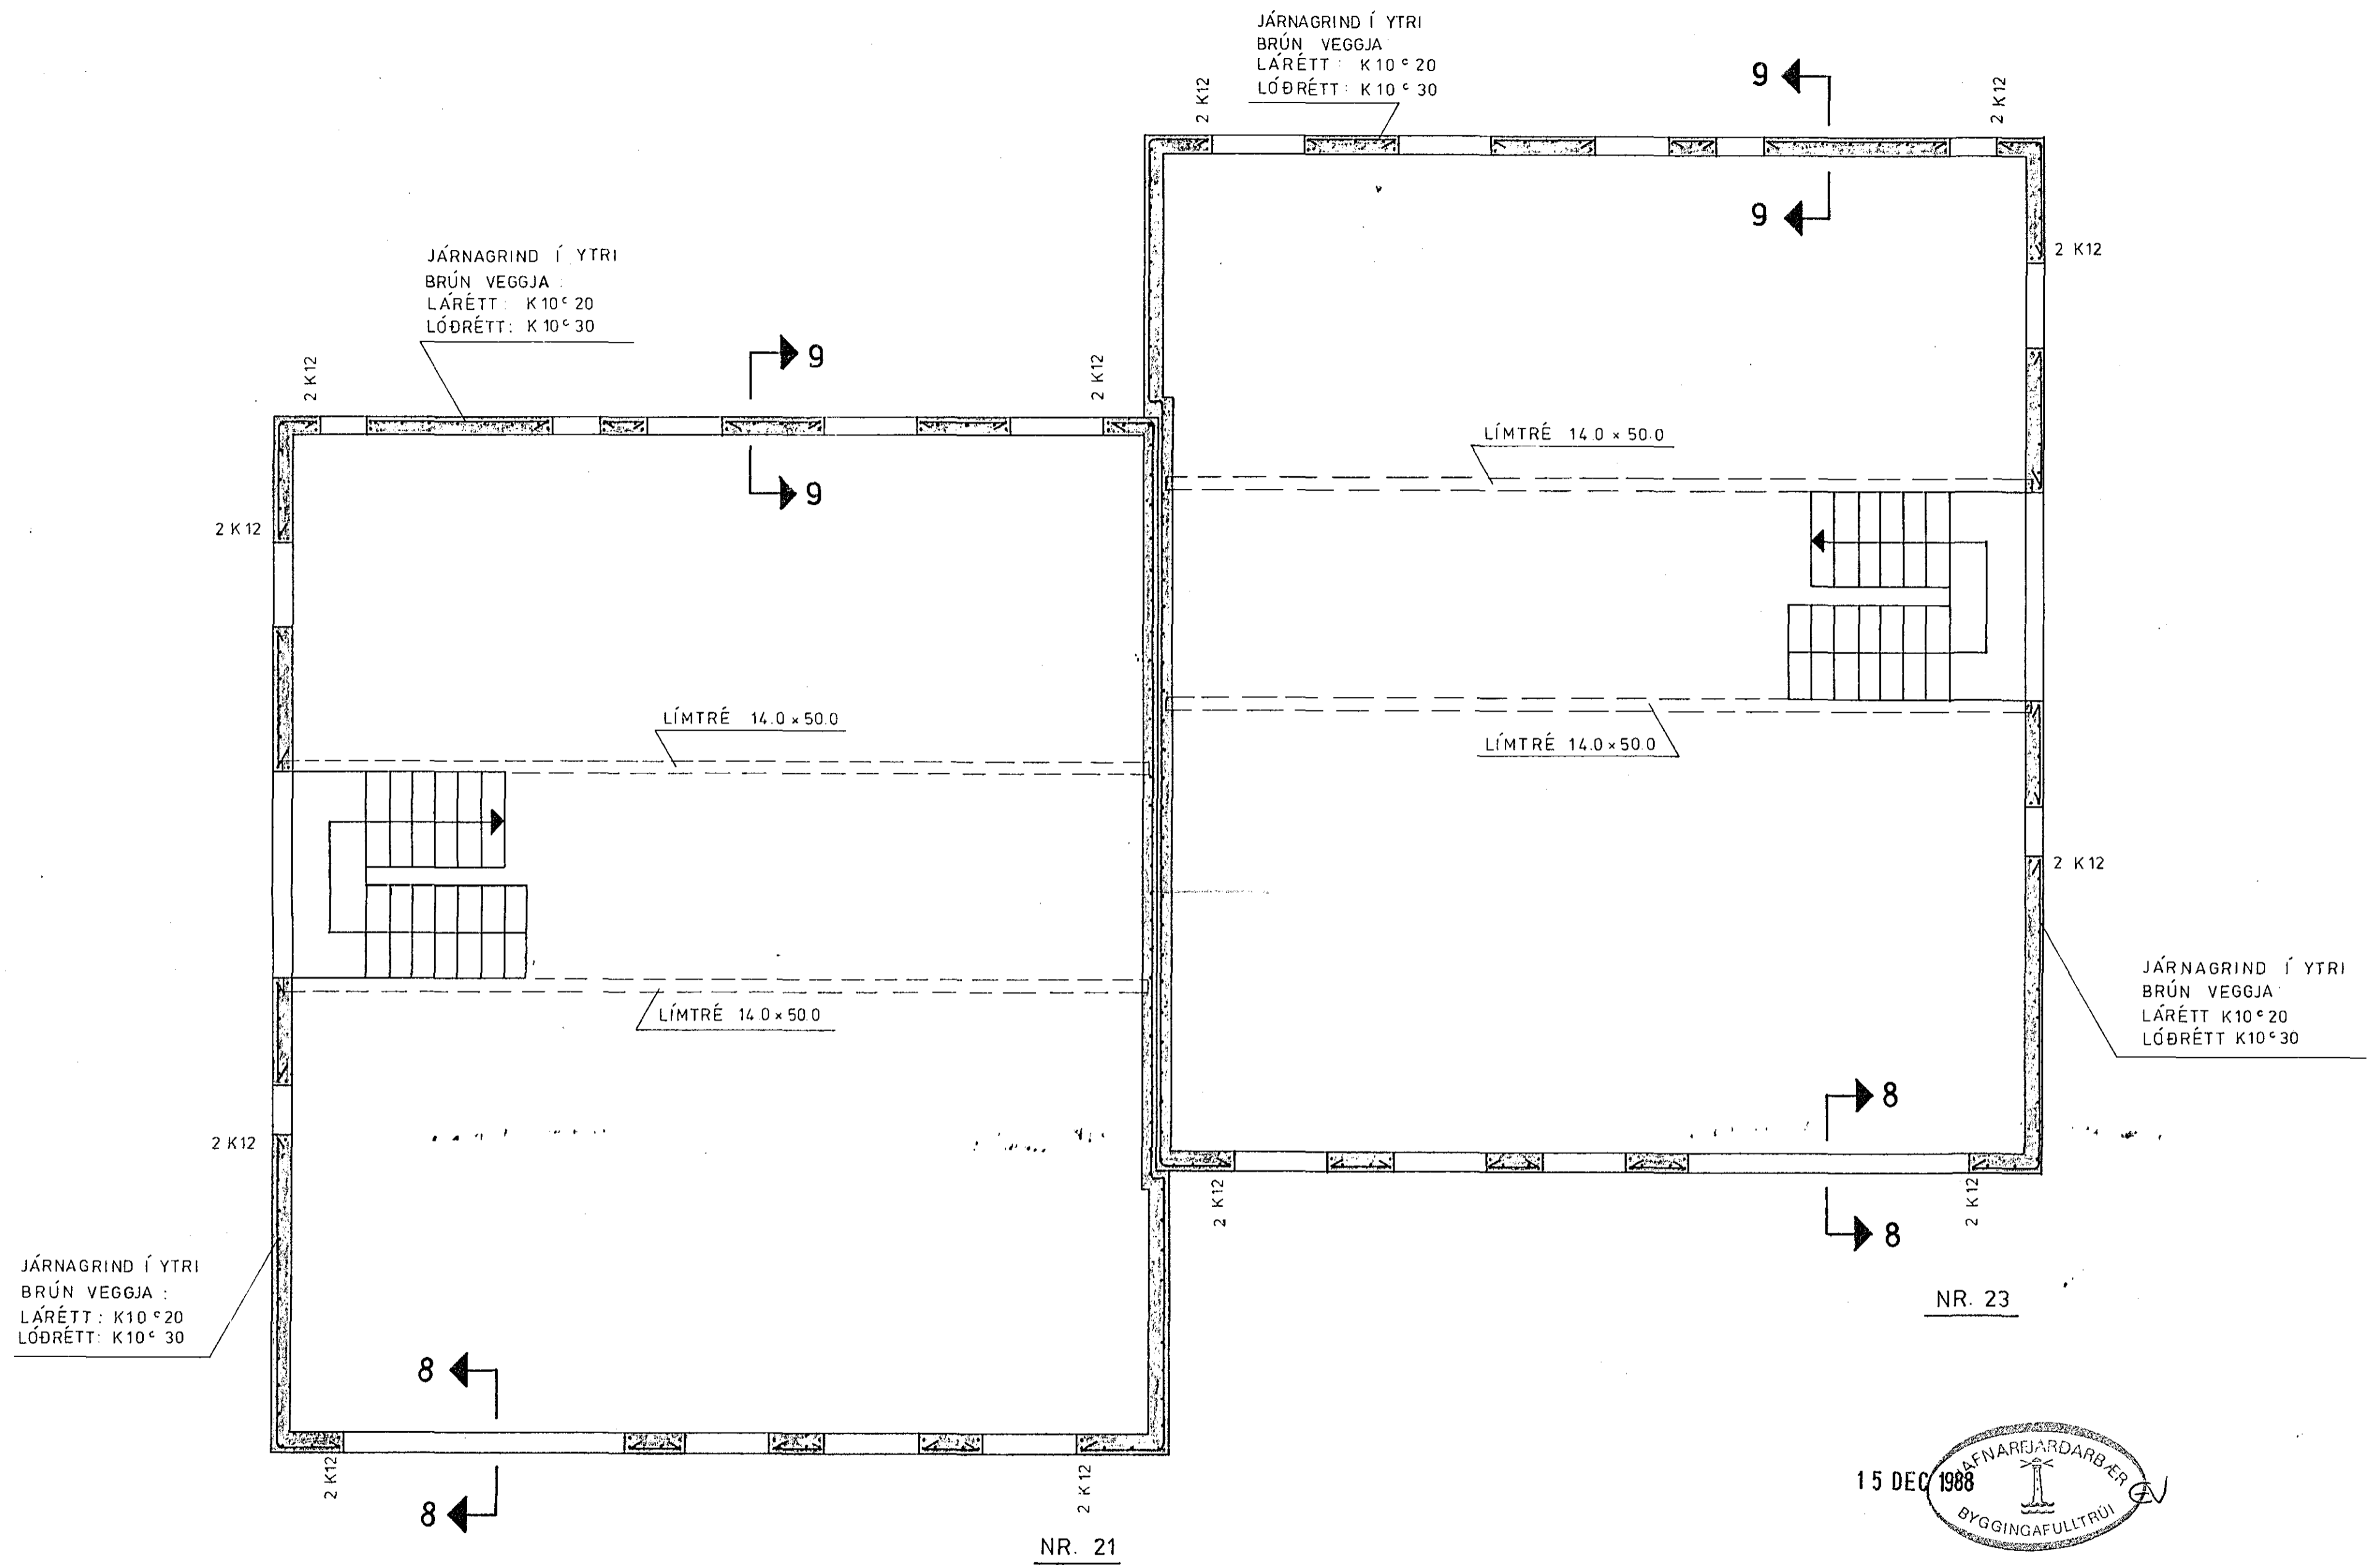 JÁRNAGRIND Í YTRI
BRÚN VEGGJA
LÁRÉTT: K10 c 20
LÓÐRÉTT: K10 c 30
2 K12
2 K12
9
9
2 K12
JÁRNAGRIND Í YTRI
BRÚN VEGGJA :
LÁRÉTT: K10 c 20
LÓÐRÉTT: K10 c 30
2 K12
2 K12
9
9
2 K12
LÍMTRÉ 14.0 × 50.0
LÍMTRÉ 14.0 × 50.0
LÍMTRÉ 14.0 × 50.0
LÍMTRÉ 14.0 × 50.0
2 K12
2 K12
JÁRNAGRIND Í YTRI
BRÚN VEGGJA
LÁRÉTT K10 c 20
LÓÐRÉTT K10 c 30
8
8
2 K12
2 K12
JÁRNAGRIND Í YTRI
BRÚN VEGGJA :
LÁRÉTT: K10 c 20
LÓÐRÉTT: K10 c 30
NR. 23
8
8
2 K12
2 K12
NR. 21
15 DEC 1988
HAFNARFJARÐARBÆR
BYGGINGAFULLTRÚI